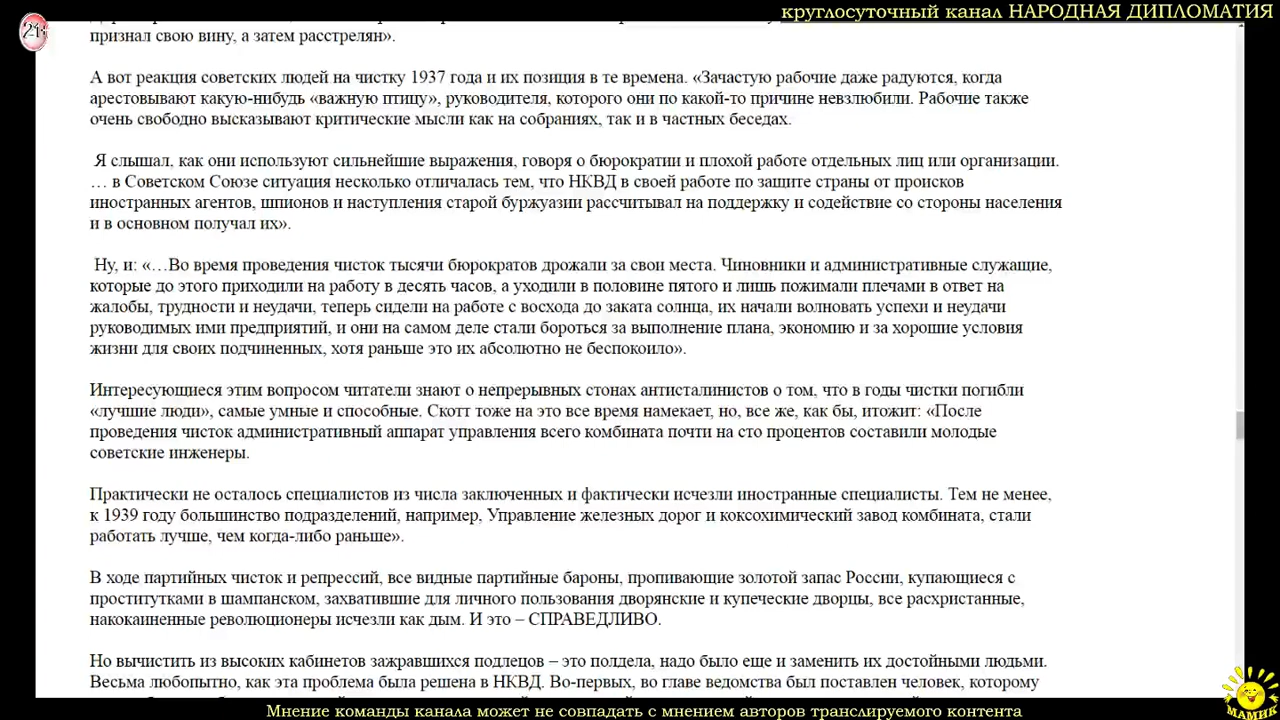 круглосуточный канал НАРОДНАЯ ДИПЛОМАТИЯ
21+
признал свою вину, а затем расстрелян».
А вот реакция советских людей на чистку 1937 года и их позиция в те времена. «Зачастую рабочие даже радуются, когда
арестовывают какую-нибудь «важную птицу», руководителя, которого они по какой-то причине невзлюбили. Рабочие также
очень свободно высказывают критические мысли как на собраниях, так и в частных беседах.
Я слышал, как они используют сильнейшие выражения, говоря о бюрократии и плохой работе отдельных лиц или организации.
… в Советском Союзе ситуация несколько отличалась тем, что НКВД в своей работе по защите страны от происков
иностранных агентов, шпионов и наступления старой буржуазии рассчитывал на поддержку и содействие со стороны населения
и в основном получал их».
Ну, и: «…Во время проведения чисток тысячи бюрократов дрожали за свои места. Чиновники и административные служащие,
которые до этого приходили на работу в десять часов, а уходили в половине пятого и лишь пожимали плечами в ответ на
жалобы, трудности и неудачи, теперь сидели на работе с восхода до заката солнца, их начали волновать успехи и неудачи
руководимых ими предприятий, и они на самом деле стали бороться за выполнение плана, экономию и за хорошие условия
жизни для своих подчиненных, хотя раньше это их абсолютно не беспокоило».
Интересующиеся этим вопросом читатели знают о непрерывных стонах антисталинистов о том, что в годы чистки погибли
«лучшие люди», самые умные и способные. Скотт тоже на это все время намекает, но, все же, как бы, итожит: «После
проведения чисток административный аппарат управления всего комбината почти на сто процентов составили молодые
советские инженеры.
Практически не осталось специалистов из числа заключенных и фактически исчезли иностранные специалисты. Тем не менее,
к 1939 году большинство подразделений, например, Управление железных дорог и коксохимический завод комбината, стали
работать лучше, чем когда-либо раньше».
В ходе партийных чисток и репрессий, все видные партийные бароны, пропивающие золотой запас России, купающиеся с
проститутками в шампанском, захватившие для личного пользования дворянские и купеческие дворцы, все расхристанные,
накокаиненные революционеры исчезли как дым. И это – СПРАВЕДЛИВО.
Но вычистить из высоких кабинетов зажравшихся подлецов – это полдела, надо было еще и заменить их достойными людьми.
Весьма любопытно, как эта проблема была решена в НКВД. Во-первых, во главе ведомства был поставлен человек, которому
МАМИК
Мнение команды канала может не совпадать с мнением авторов транслируемого контента